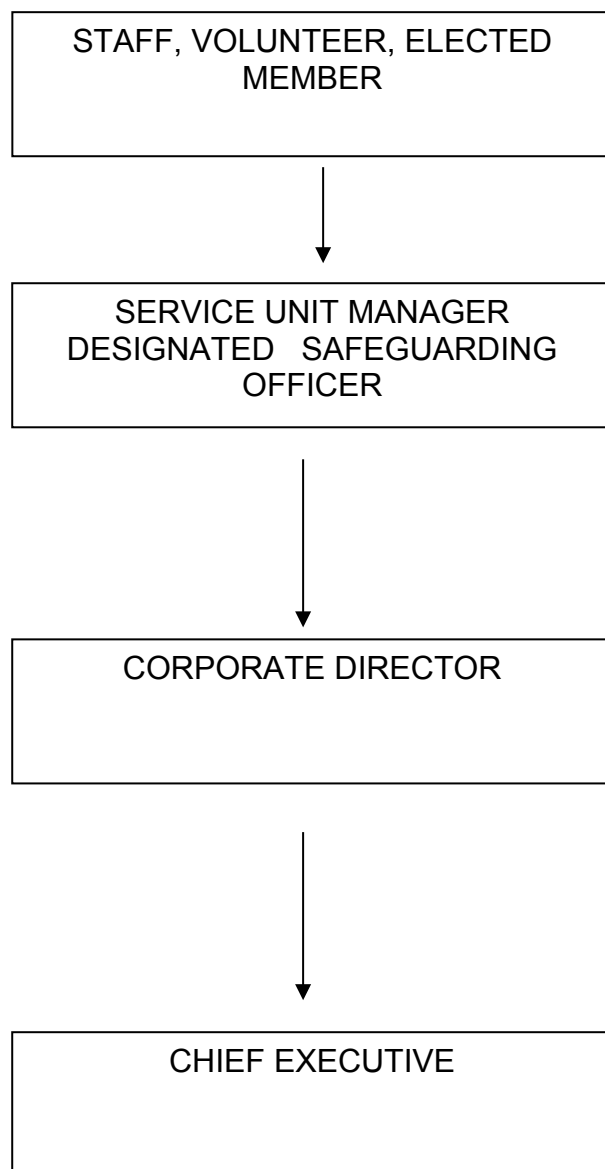 STAFF, VOLUNTEER, ELECTED
MEMBER
SERVICE UNIT MANAGER
DESIGNATED SAFEGUARDING
OFFICER
CORPORATE DIRECTOR
CHIEF EXECUTIVE